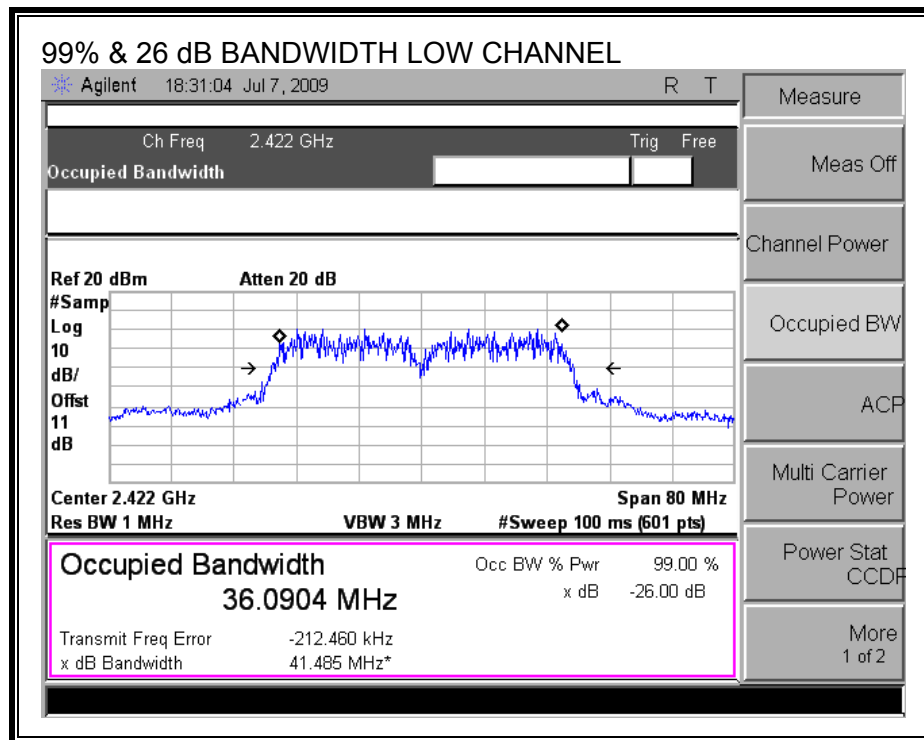 99% & 26 dB BANDWIDTH LOW CHANNEL
Agilent 18:31:04 Jul 7, 2009 R T
Measure
Ch Freq 2.422 GHz Trig Free
Occupied Bandwidth
Meas Off
Channel Power
Ref 20 dBm Atten 20 dB
#Samp
Log
10
dB/
Offst
11
dB
Occupied BW
ACP
Multi Carrier
Power
Center 2.422 GHz Span 80 MHz
Res BW 1 MHz VBW 3 MHz #Sweep 100 ms (601 pts)
Occupied Bandwidth
36.0904 MHz
Occ BW % Pwr 99.00 %
x dB -26.00 dB
Transmit Freq Error -212.460 kHz
x dB Bandwidth 41.485 MHz*
Power Stat
CCDF
More
1 of 2